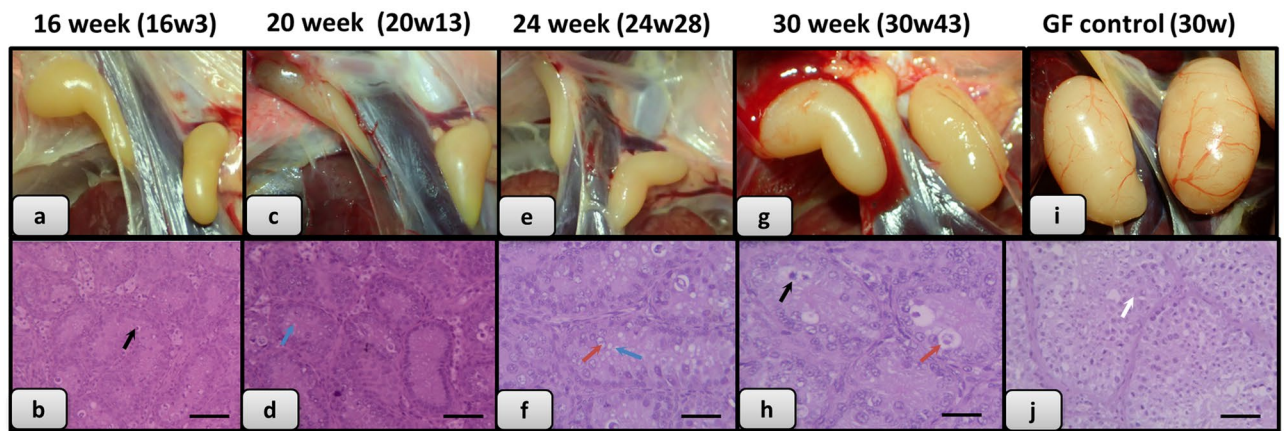 16 week (16w3) 20 week (20w13) 24 week (24w28) 30 week (30w43) GF control (30w)
a c e g i
b d f h j